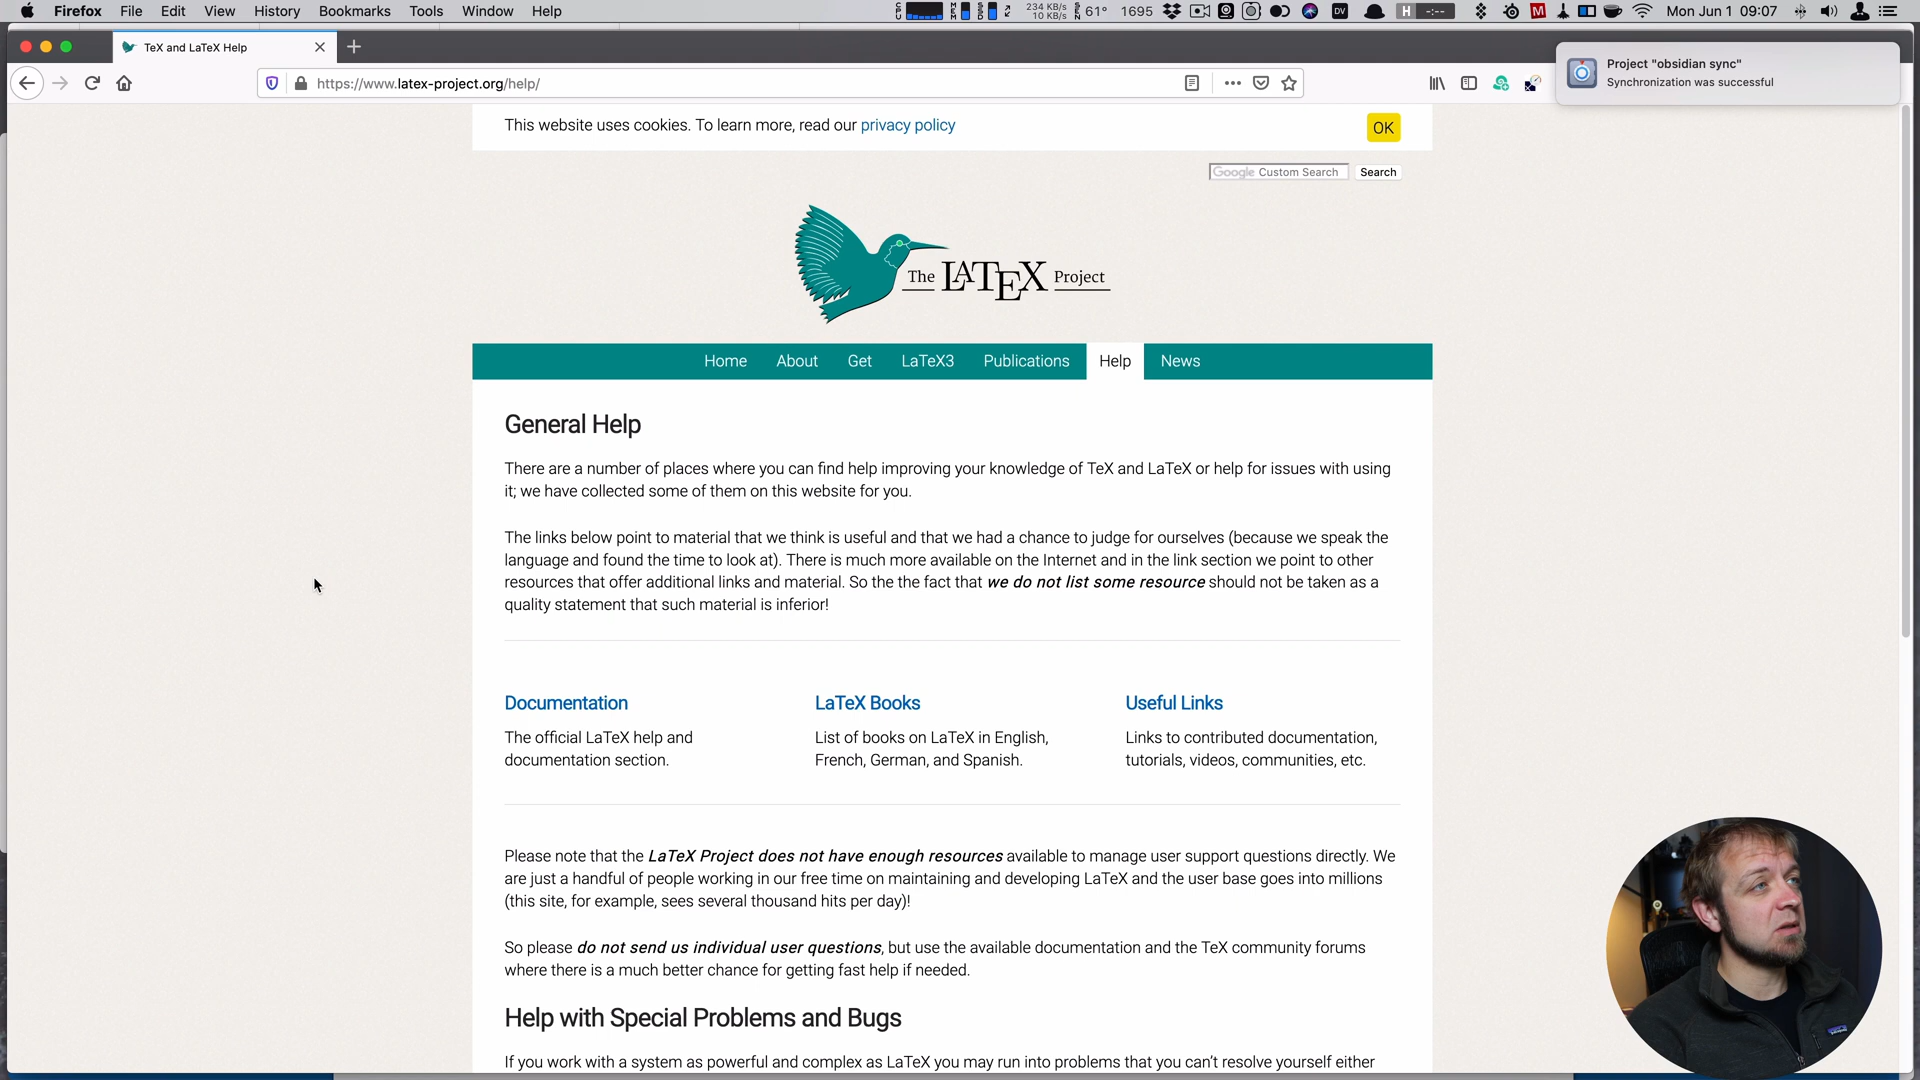 Firefox File Edit View History Bookmarks Tools Window Help
234 KB
10 KB/s
61° 1695
DV
H --:--
M
Mon Jun 1 09:07
TeX and LaTeX Help
Project "obsidian sync"
Synchronization was successful
https://www.latex-project.org/help/
This website uses cookies. To learn more, read our privacy policy
OK
Google Custom Search
Search
The LATEX Project
Home About Get LaTeX3 Publications Help News
General Help
There are a number of places where you can find help improving your knowledge of TeX and LaTeX or help for issues with using
it; we have collected some of them on this website for you.
The links below point to material that we think is useful and that we had a chance to judge for ourselves (because we speak the
language and found the time to look at). There is much more available on the Internet and in the link section we point to other
resources that offer additional links and material. So the the fact that we do not list some resource should not be taken as a
quality statement that such material is inferior!
Documentation
The official LaTeX help and
documentation section.
LaTeX Books
List of books on LaTeX in English,
French, German, and Spanish.
Useful Links
Links to contributed documentation,
tutorials, videos, communities, etc.
Please note that the LaTeX Project does not have enough resources available to manage user support questions directly. We
are just a handful of people working in our free time on maintaining and developing LaTeX and the user base goes into millions
(this site, for example, sees several thousand hits per day)!
So please do not send us individual user questions, but use the available documentation and the TeX community forums
where there is a much better chance for getting fast help if needed.
Help with Special Problems and Bugs
If you work with a system as powerful and complex as LaTeX you may run into problems that you can't resolve yourself either